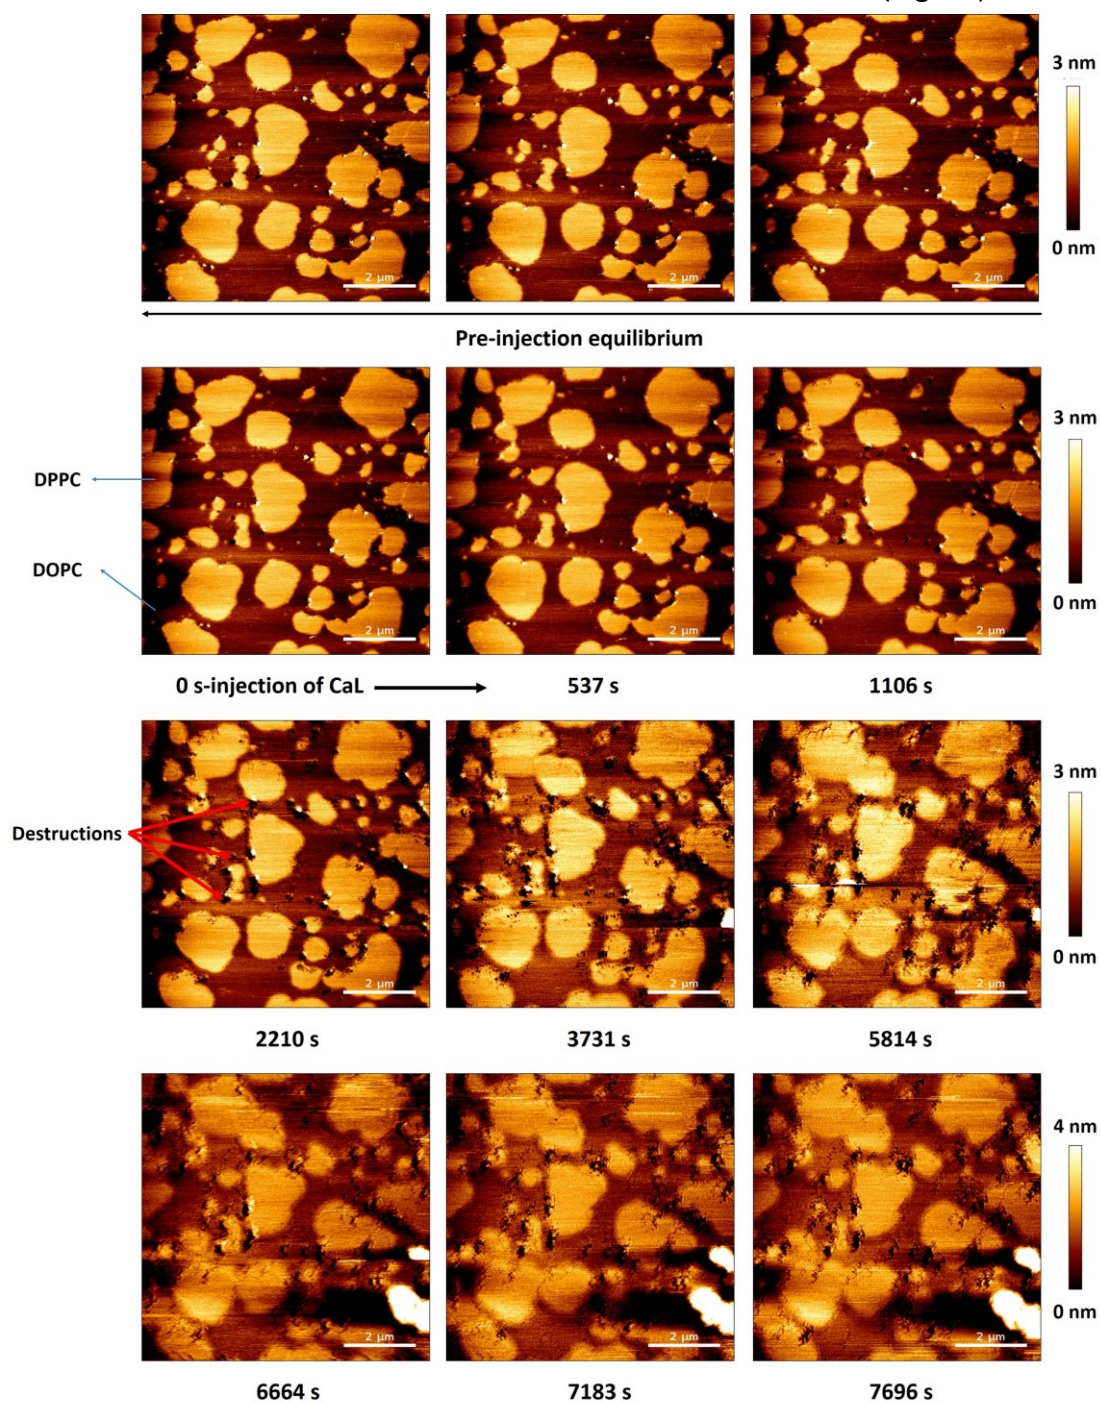 3 nm
0 nm
2 μm
2 μm
2 μm
Pre-injection equilibrium
3 nm
DPPC
DOPC
0 nm
2 μm
2 μm
2 μm
0 s-injection of CaL
537 s
1106 s
3 nm
Destructions
0 nm
2 μm
2 μm
2 μm
2210 s
3731 s
5814 s
4 nm
0 nm
2 μm
2 μm
2 μm
6664 s
7183 s
7696 s